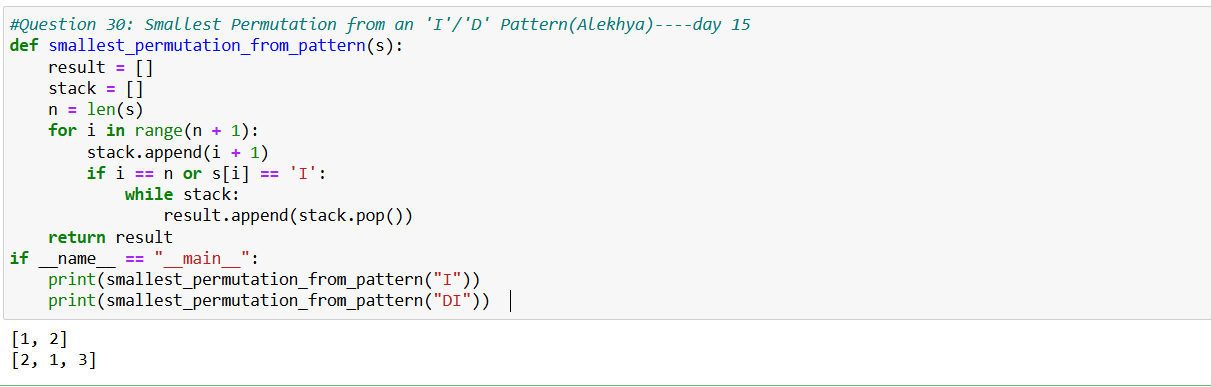 #Question 30: Smallest Permutation from an 'I'/'D' Pattern(Alekhya)----day 15
def smallest_permutation_from_pattern(s):
    result = []
    stack = []
    n = len(s)
    for i in range(n + 1):
        stack.append(i + 1)
        if i == n or s[i] == 'I':
            while stack:
                result.append(stack.pop())
    return result
if __name__ == "__main__":
    print(smallest_permutation_from_pattern("I"))
    print(smallest_permutation_from_pattern("DI"))
[1, 2]
[2, 1, 3]